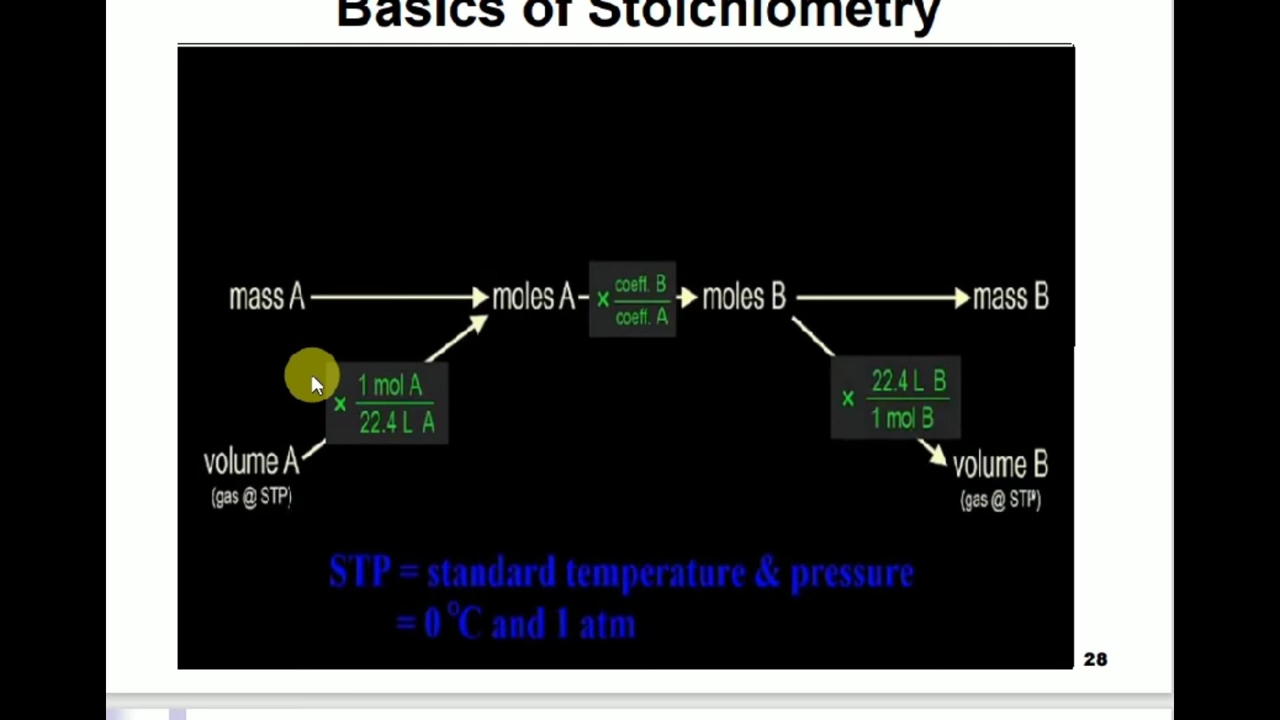 Basics of Stoichiometry
mass A
moles A
× coeff. B
coeff. A
moles B
mass B
× 1 mol A
22.4 L A
× 22.4 L B
1 mol B
volume A
(gas @ STP)
volume B
(gas @ STP)
STP = standard temperature & pressure
= 0 °C and 1 atm
28